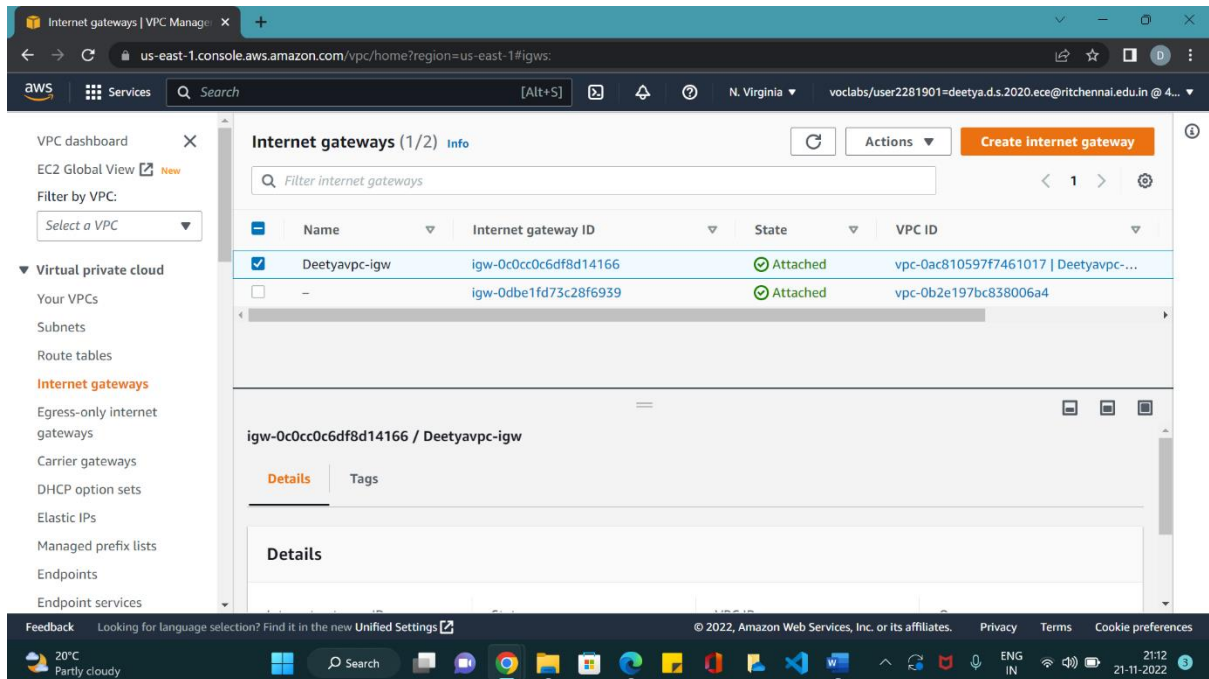 Internet gateways | VPC Manage
us-east-1.console.aws.amazon.com/vpc/home?region=us-east-1#igws:
D
aws
Services
Search
[Alt+S]
N. Virginia
voclabs/user2281901=deetya.d.s.2020.ece@ritchennai.edu.in @ 4...
VPC dashboard
EC2 Global View
New
Filter by VPC:
Select a VPC
Virtual private cloud
Your VPCs
Subnets
Route tables
Internet gateways
Egress-only internet
gateways
Carrier gateways
DHCP option sets
Elastic IPs
Managed prefix lists
Endpoints
Endpoint services
Internet gateways (1/2) Info
Actions
Create internet gateway
Filter internet gateways
1
Name Internet gateway ID State VPC ID
Deetyavpc-igw igw-0c0cc0c6df8d14166 Attached vpc-0ac810597f7461017 | Deetyavpc-...
– igw-0dbe1fd73c28f6939 Attached vpc-0b2e197bc838006a4
igw-0c0cc0c6df8d14166 / Deetyavpc-igw
Details Tags
Details
Feedback Looking for language selection? Find it in the new Unified Settings © 2022, Amazon Web Services, Inc. or its affiliates. Privacy Terms Cookie preferences
20°C
Partly cloudy
Search
ENG
IN
21:12
21-11-2022
3